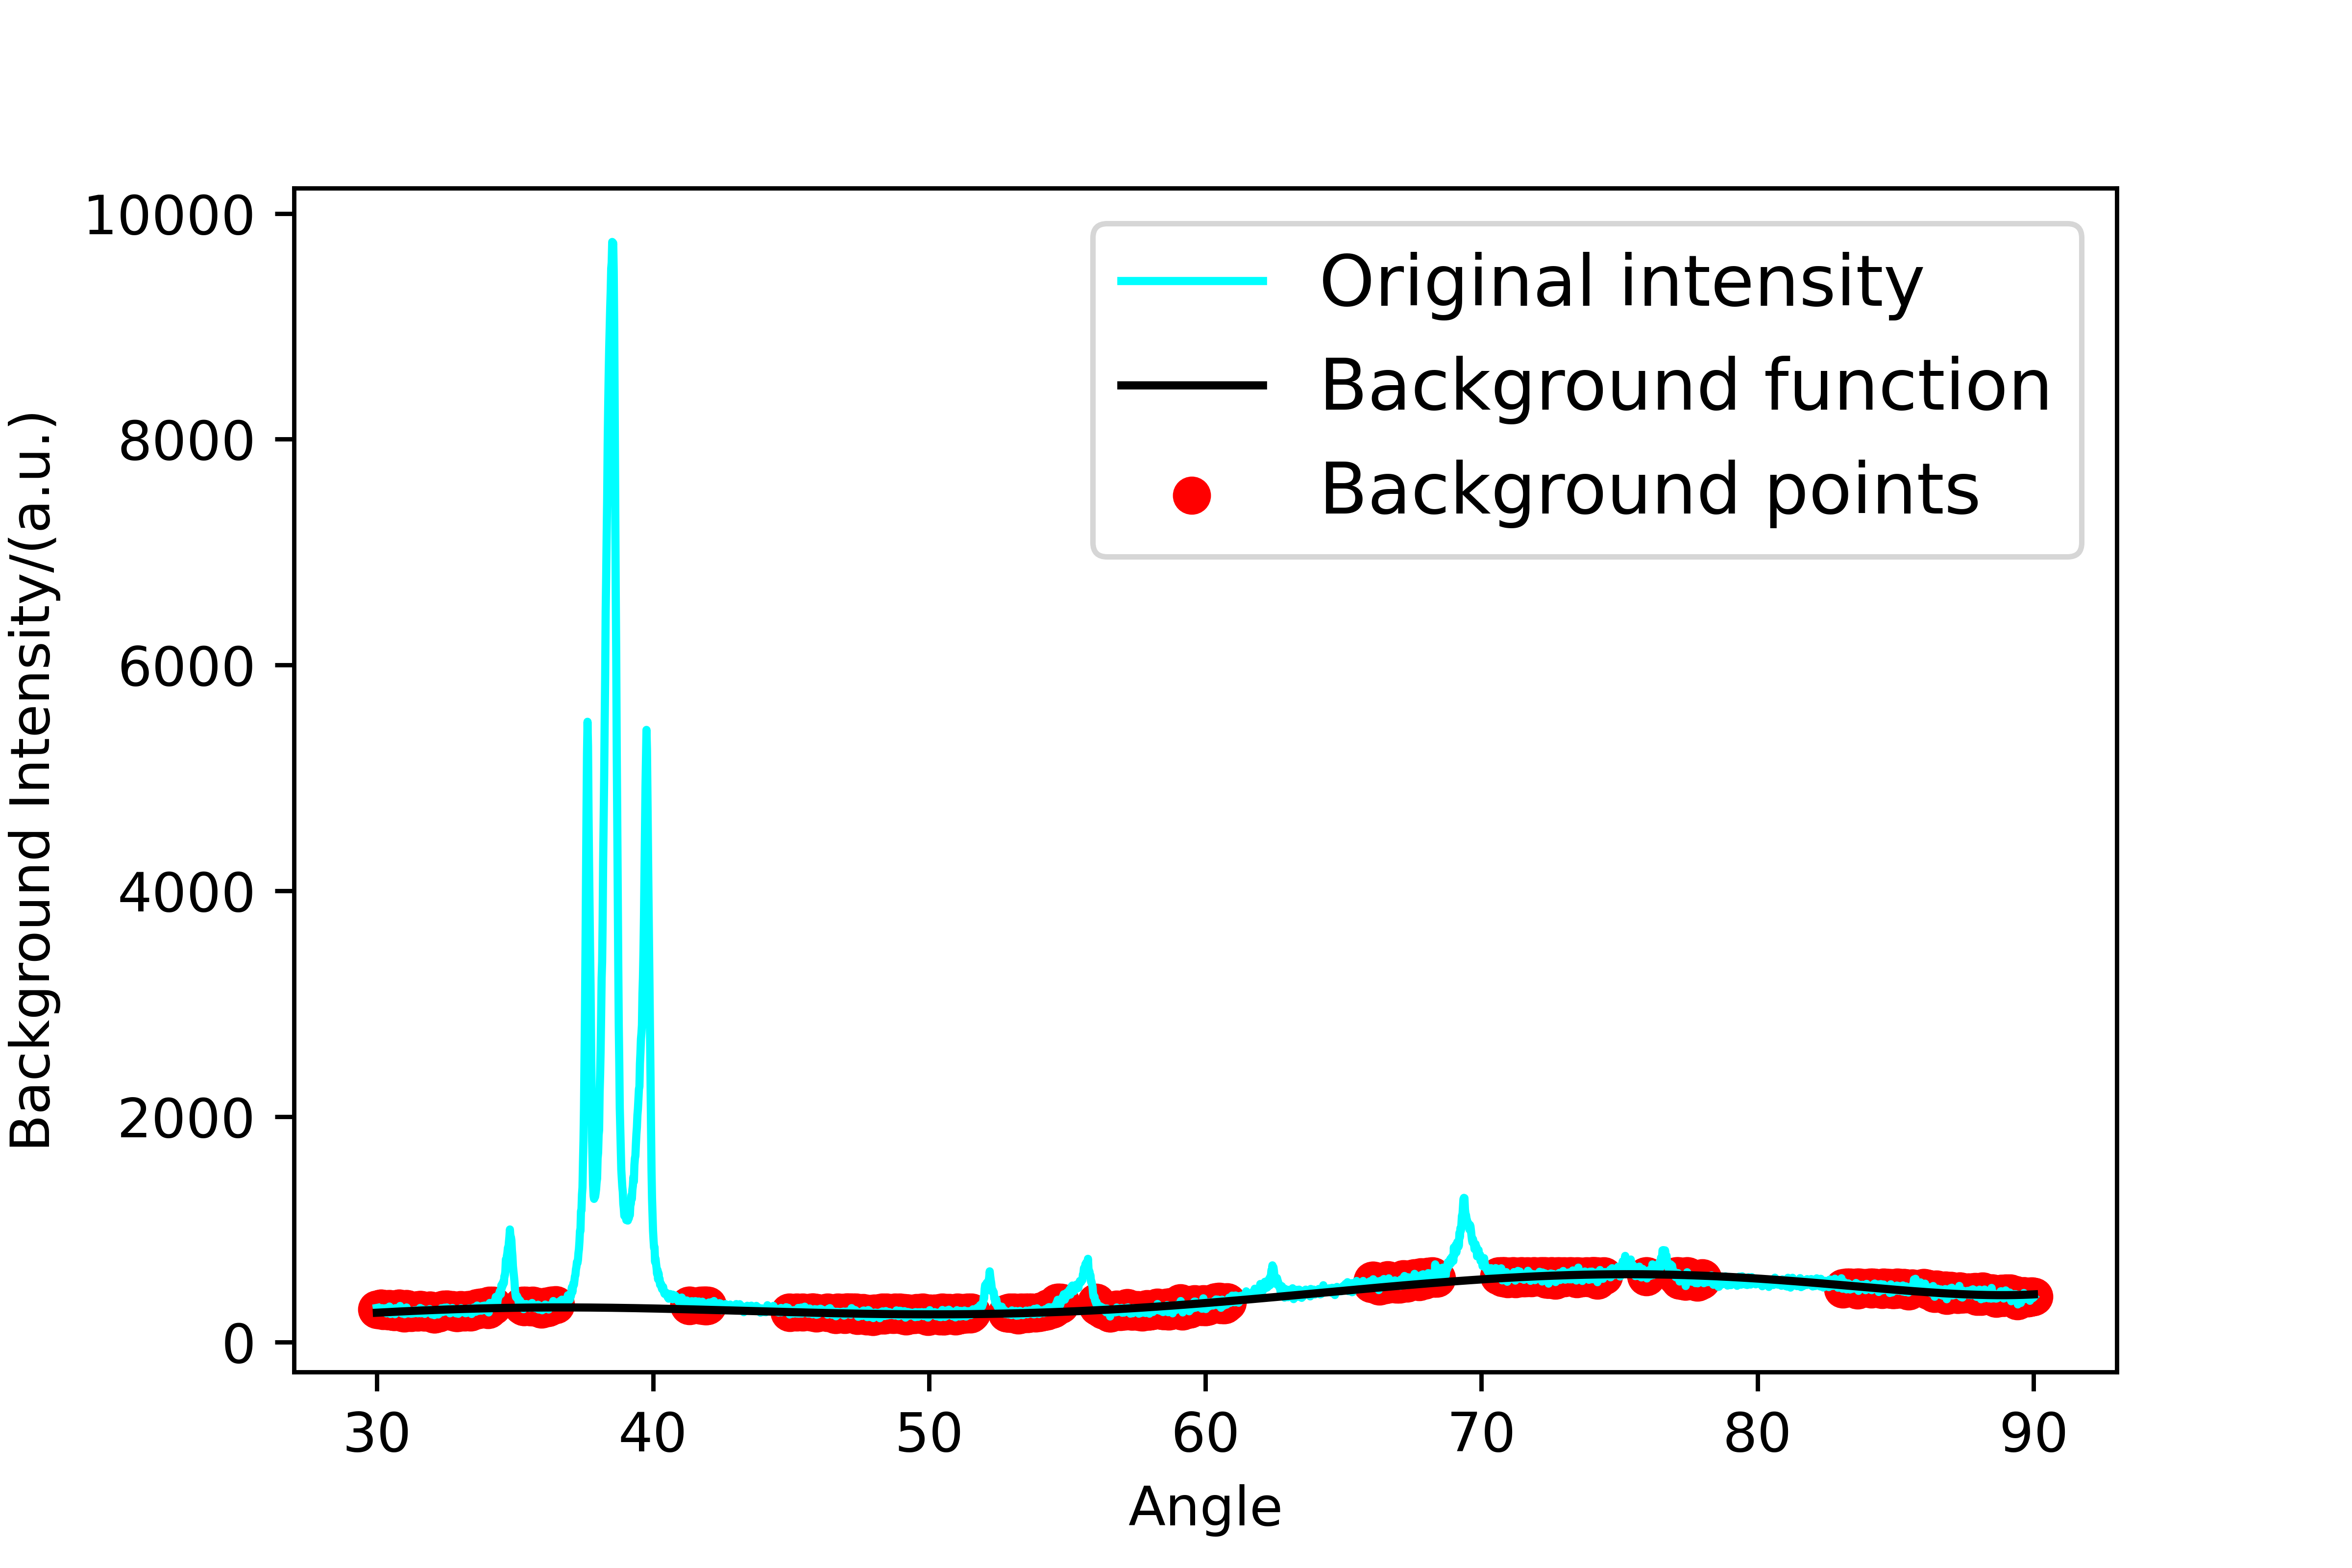 10000
8000
6000
4000
2000
0
Background Intensity/(a.u.)
Original intensity
Background function
Background points
30 40 50 60 70 80 90
Angle